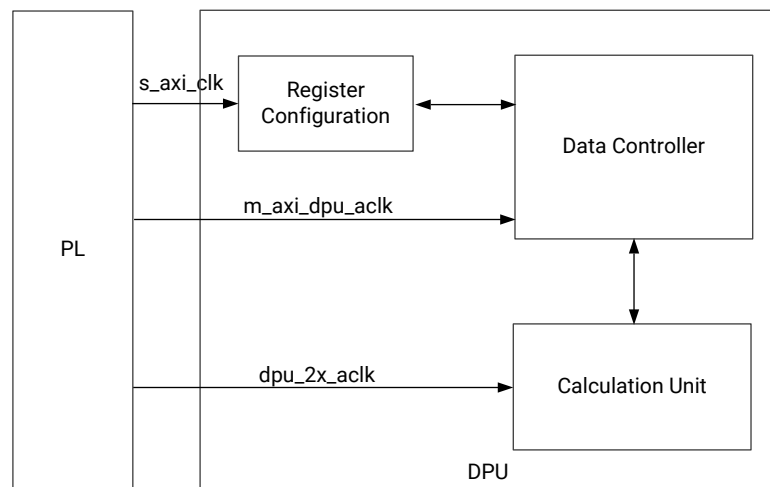 s_axi_clk
Register
Configuration
Data Controller
m_axi_dpu_aclk
PL
dpu_2x_aclk
Calculation Unit
DPU